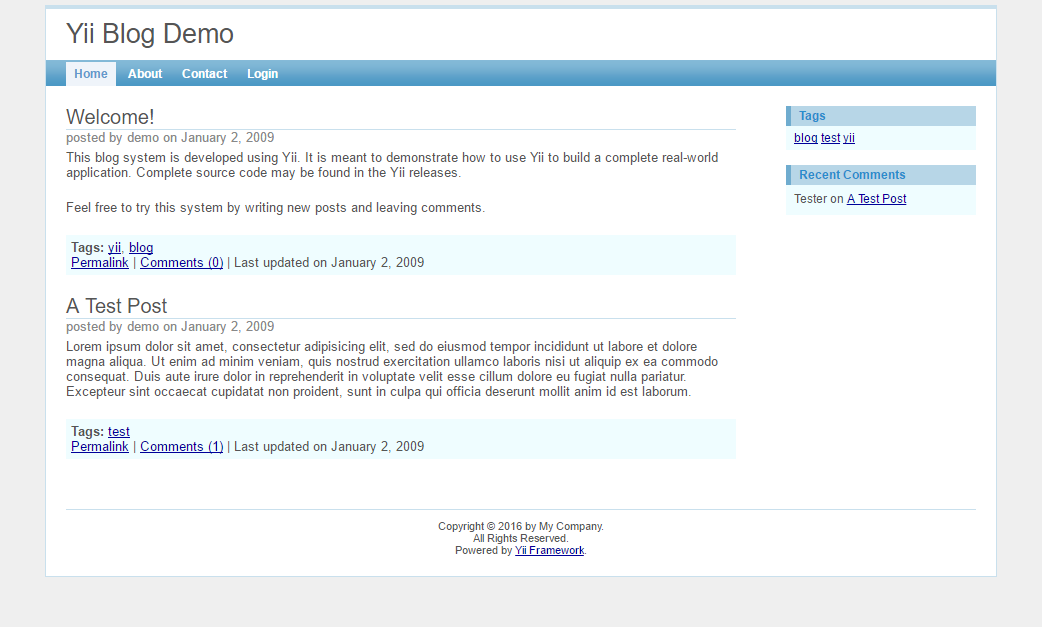 Yii Blog Demo
Home About Contact Login
Welcome!
posted by demo on January 2, 2009
This blog system is developed using Yii. It is meant to demonstrate how to use Yii to build a complete real-world
application. Complete source code may be found in the Yii releases.
Feel free to try this system by writing new posts and leaving comments.
Tags: yii, blog
Permalink | Comments (0) | Last updated on January 2, 2009
A Test Post
posted by demo on January 2, 2009
Lorem ipsum dolor sit amet, consectetur adipisicing elit, sed do eiusmod tempor incididunt ut labore et dolore
magna aliqua. Ut enim ad minim veniam, quis nostrud exercitation ullamco laboris nisi ut aliquip ex ea commodo
consequat. Duis aute irure dolor in reprehenderit in voluptate velit esse cillum dolore eu fugiat nulla pariatur.
Excepteur sint occaecat cupidatat non proident, sunt in culpa qui officia deserunt mollit anim id est laborum.
Tags: test
Permalink | Comments (1) | Last updated on January 2, 2009
Tags
blog test yii
Recent Comments
Tester on A Test Post
Copyright © 2016 by My Company.
All Rights Reserved.
Powered by Yii Framework.